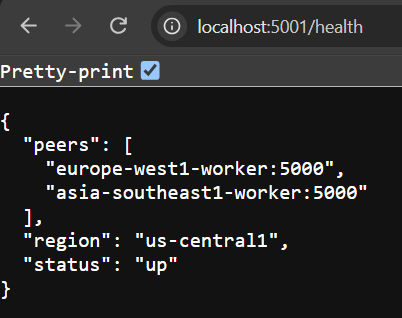 localhost:5001/health
Pretty-print
{
  "peers": [
    "europe-west1-worker:5000",
    "asia-southeast1-worker:5000"
  ],
  "region": "us-central1",
  "status": "up"
}